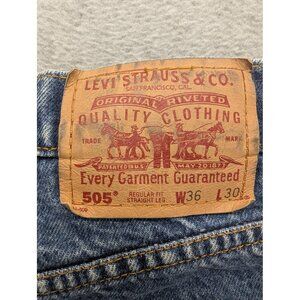 LEVI STRAUSS & CO.
SAN FRANCISCO, CAL.
ORIGINAL RIVETED
QUALITY CLOTHING
TRADE MARK
PATENTED IN U.S. MAY 20 1873
Every Garment Guaranteed
505® REGULAR FIT STRAIGHT LEG W36 L30